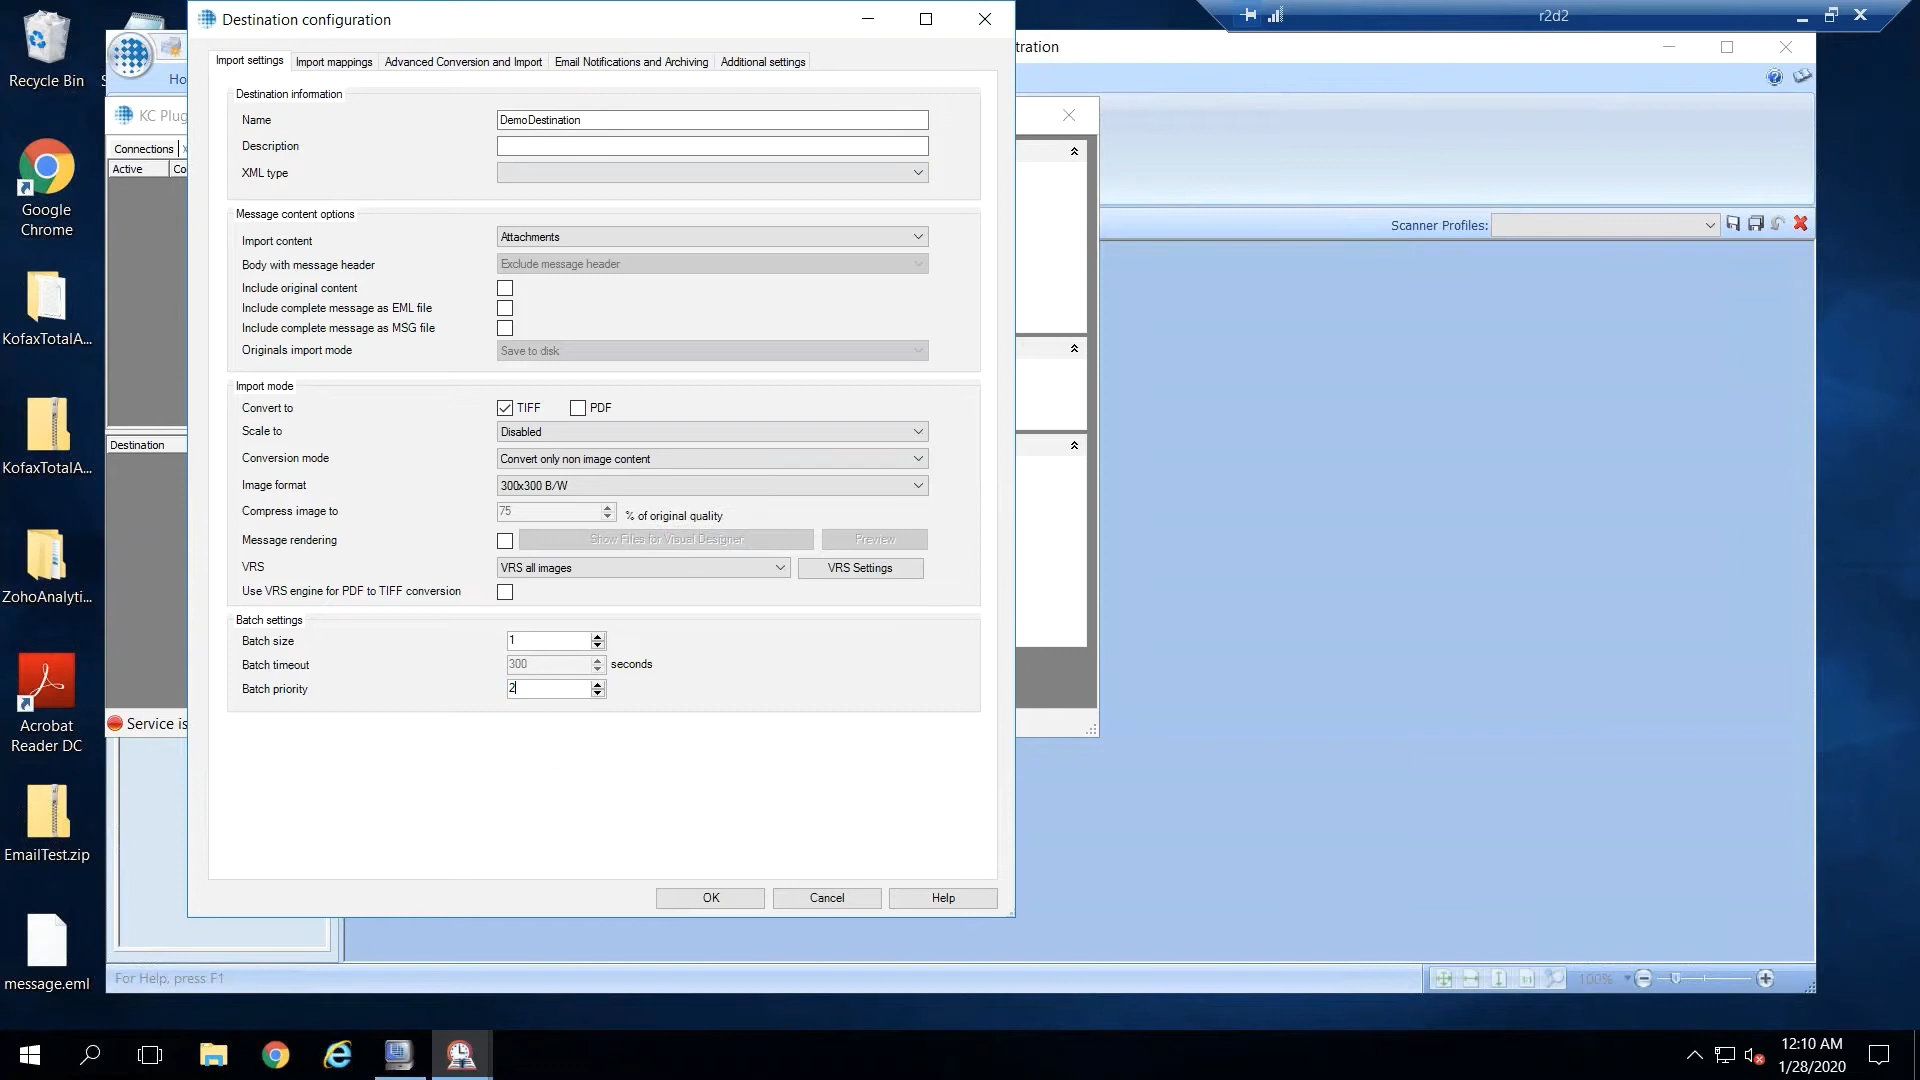 Destination configuration
r2d2
tration
Recycle Bin
Ho
KC Plug
Connections
Active
Co
Import settings
Import mappings
Advanced Conversion and Import
Email Notifications and Archiving
Additional settings
Destination information
Name
DemoDestination
Description
XML type
Message content options
Import content
Attachments
Body with message header
Exclude message header
Include original content
Include complete message as EML file
Include complete message as MSG file
Originals import mode
Save to disk
Import mode
Convert to
TIFF
PDF
Scale to
Disabled
Conversion mode
Convert only non image content
Image format
300x300 B/W
Compress image to
75
% of original quality
Message rendering
Show Files for Visual Designer
Preview
VRS
VRS all images
VRS Settings
Use VRS engine for PDF to TIFF conversion
Batch settings
Batch size
1
Batch timeout
300
seconds
Batch priority
2
OK
Cancel
Help
Scanner Profiles:
Destination
Service is
Google
Chrome
KofaxTotalA...
KofaxTotalA...
ZohoAnalyti...
Acrobat
Reader DC
EmailTest.zip
message.eml
For Help, press F1
100%
12:10 AM
1/28/2020